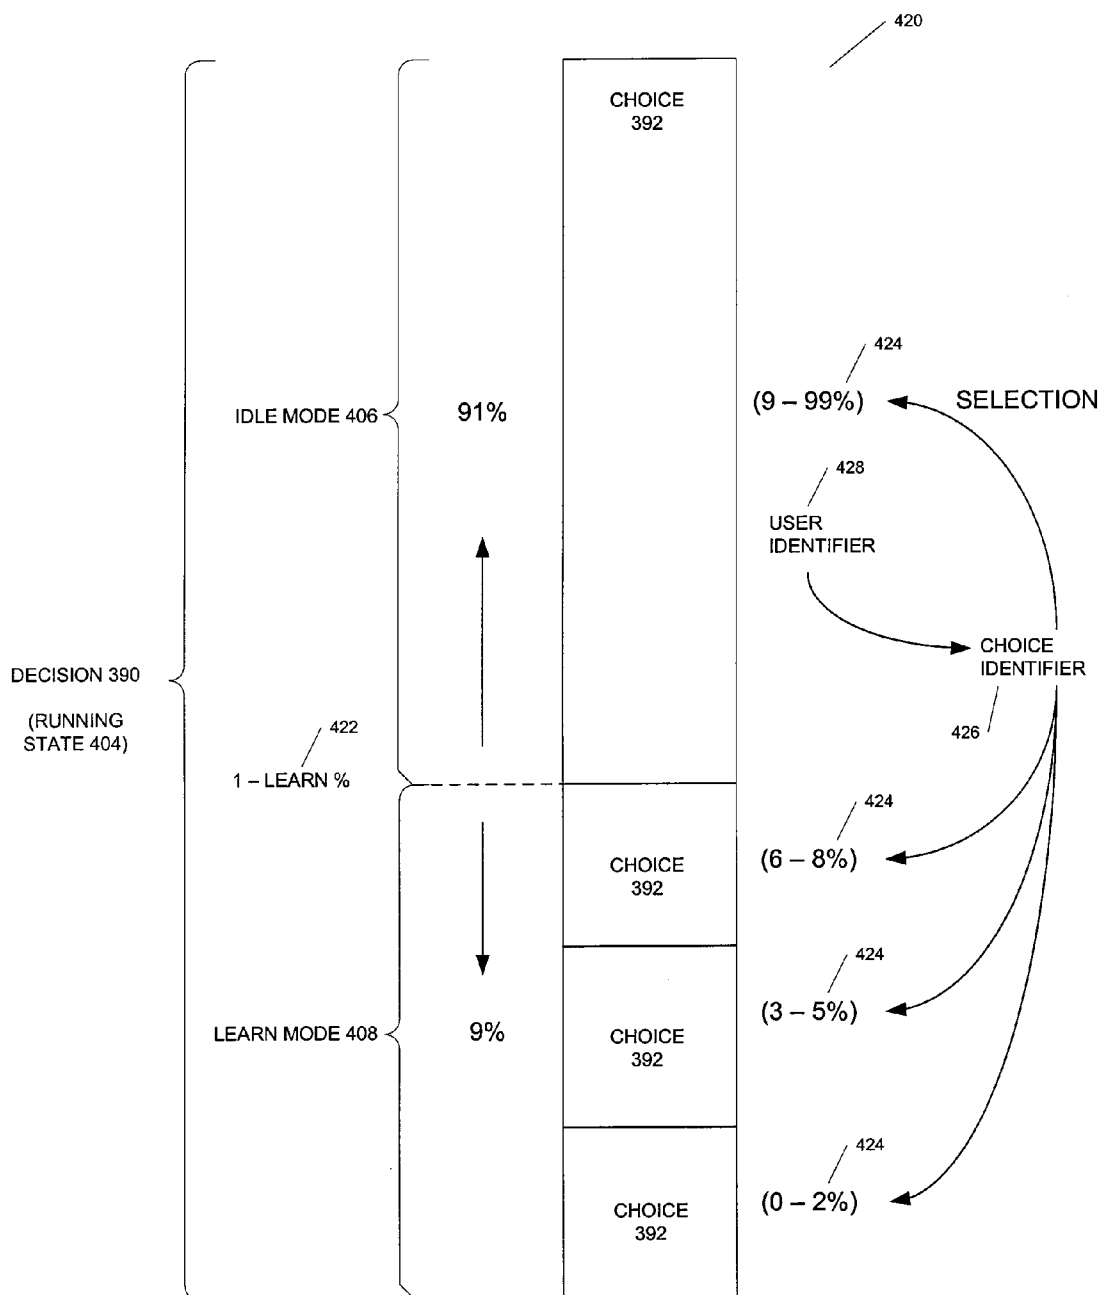 420
CHOICE
392
424
IDLE MODE 406
91%
(9 – 99%)
SELECTION
428
USER
IDENTIFIER
CHOICE
IDENTIFIER
DECISION 390
(RUNNING
STATE 404)
422
426
1 – LEARN %
424
CHOICE
392
(6 – 8%)
424
LEARN MODE 408
9%
CHOICE
392
(3 – 5%)
424
CHOICE
392
(0 – 2%)